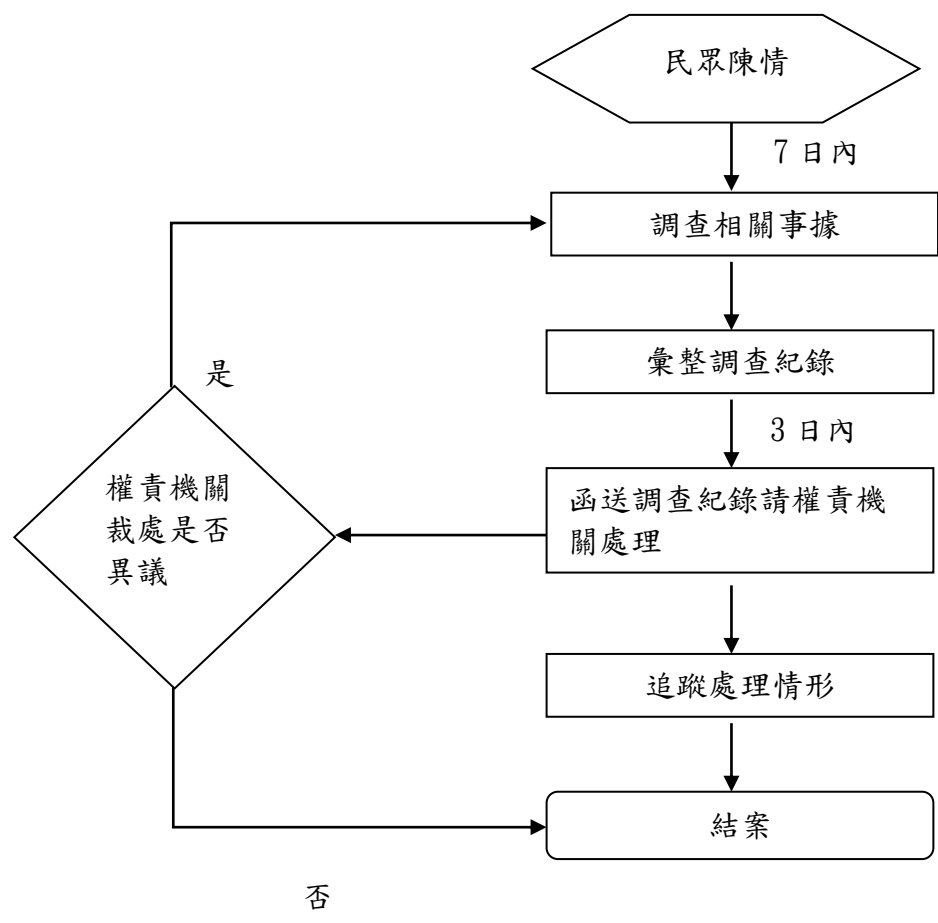 民眾陳情
7 日內
調查相關事據
彙整調查紀錄
是
3 日內
權責機關
裁處是否
異議
函送調查紀錄請權責機
關處理
追蹤處理情形
結案
否